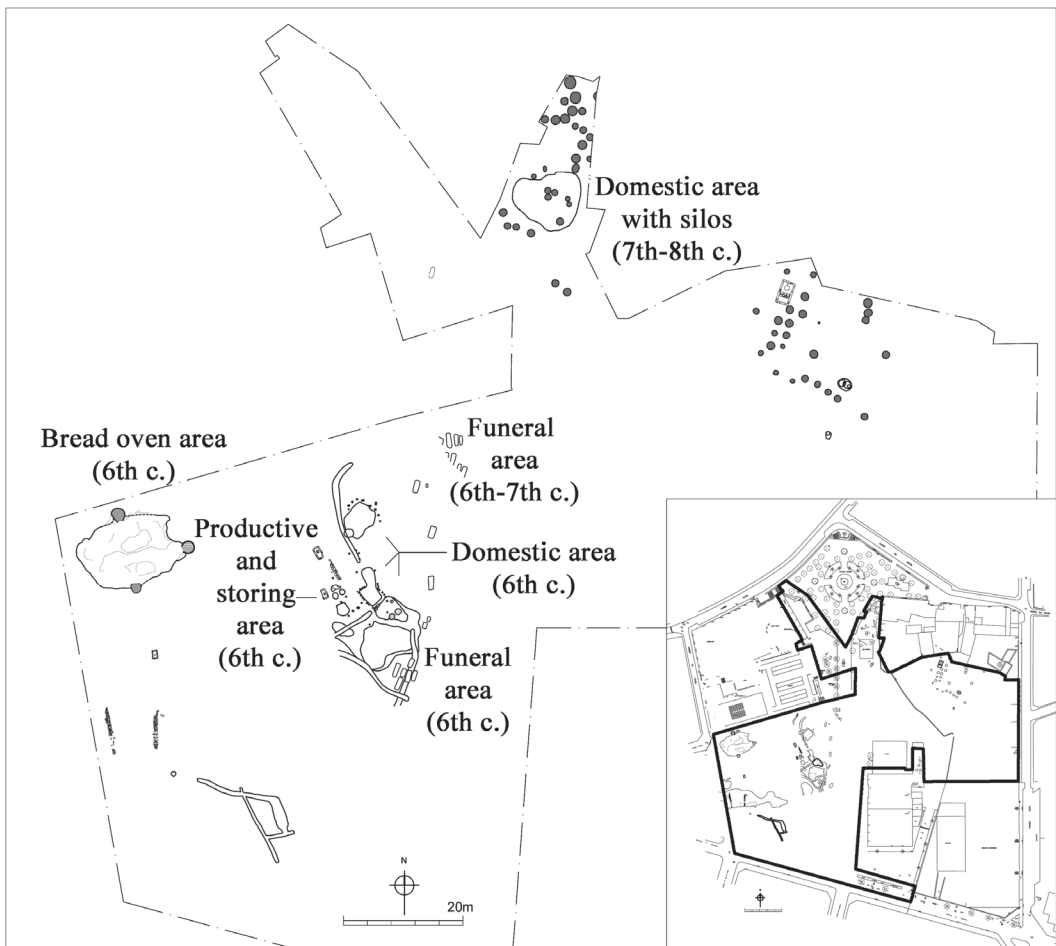 Domestic area
with silos
(7th-8th c.)
Bread oven area
(6th c.)
Funeral
area
(6th-7th c.)
Productive
and
storing
area
(6th c.)
Domestic area
(6th c.)
Funeral
area
(6th c.)
N
20m